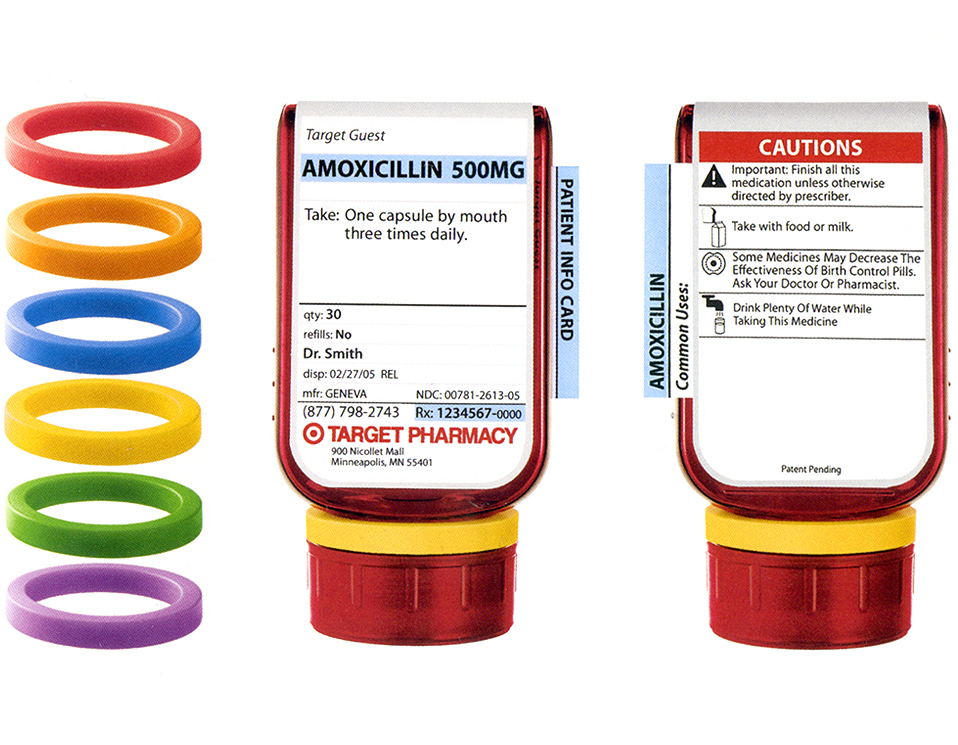 Target Guest
AMOXICILLIN 500MG
Take: One capsule by mouth
three times daily.
qty: 30
refills: No
Dr. Smith
disp: 02/27/05 REL
mfr: GENEVA NDC: 00781-2613-05
(877) 798-2743 Rx: 1234567-0000
TARGET PHARMACY
900 Nicollet Mall
Minneapolis, MN 55401
PATIENT INFO CARD
AMOXICILLIN
Common Uses:
CAUTIONS
Important: Finish all this
medication unless otherwise
directed by prescriber.
Take with food or milk.
Some Medicines May Decrease The
Effectiveness Of Birth Control Pills.
Ask Your Doctor Or Pharmacist.
Drink Plenty Of Water While
Taking This Medicine
Patent Pending